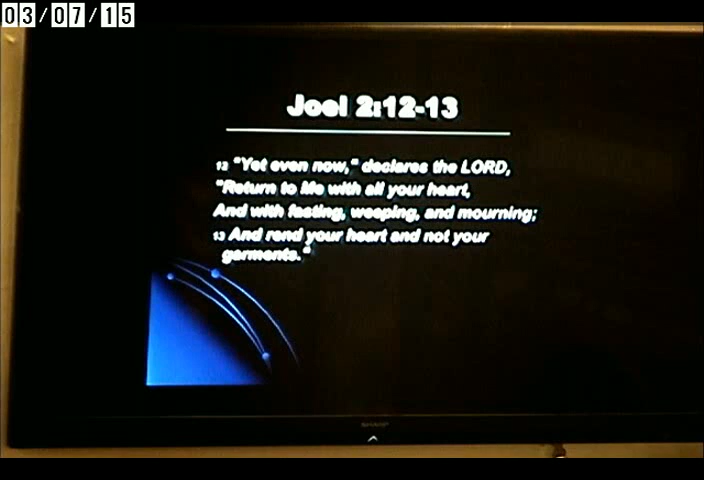 03/07/15
Joel 2:12-13
12 "Yet even now," declares the LORD,
"Return to Me with all your heart,
And with fasting, weeping, and mourning;
13 And rend your heart and not your
garments."
SHARP